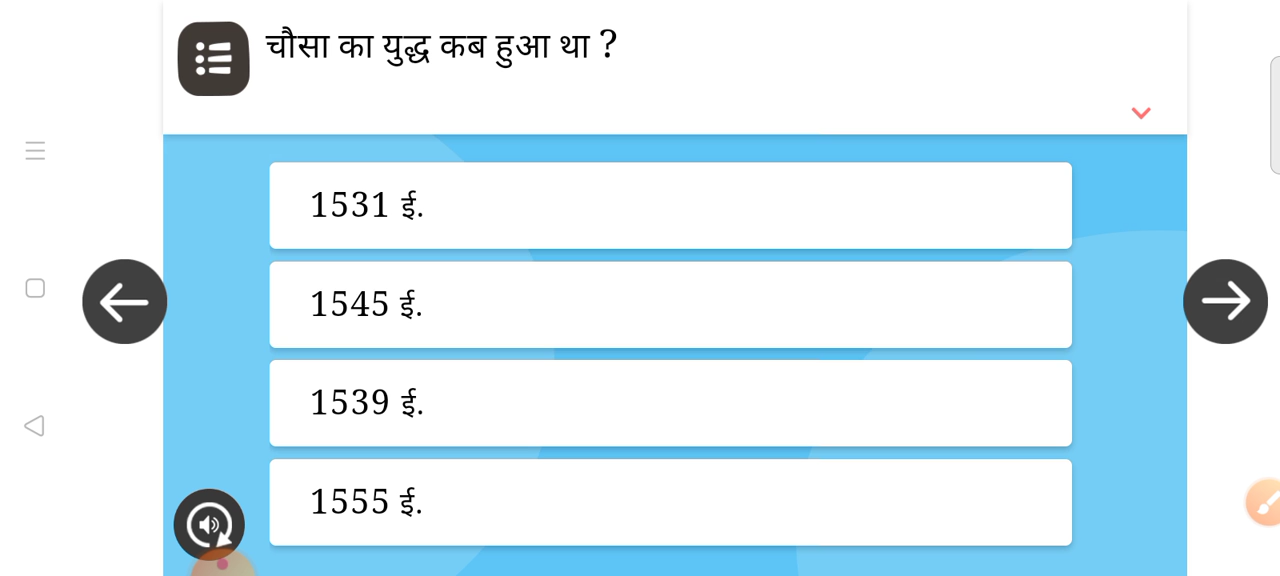 चौसा का युद्ध कब हुआ था ?
1531 ई.
1545 ई.
1539 ई.
1555 ई.